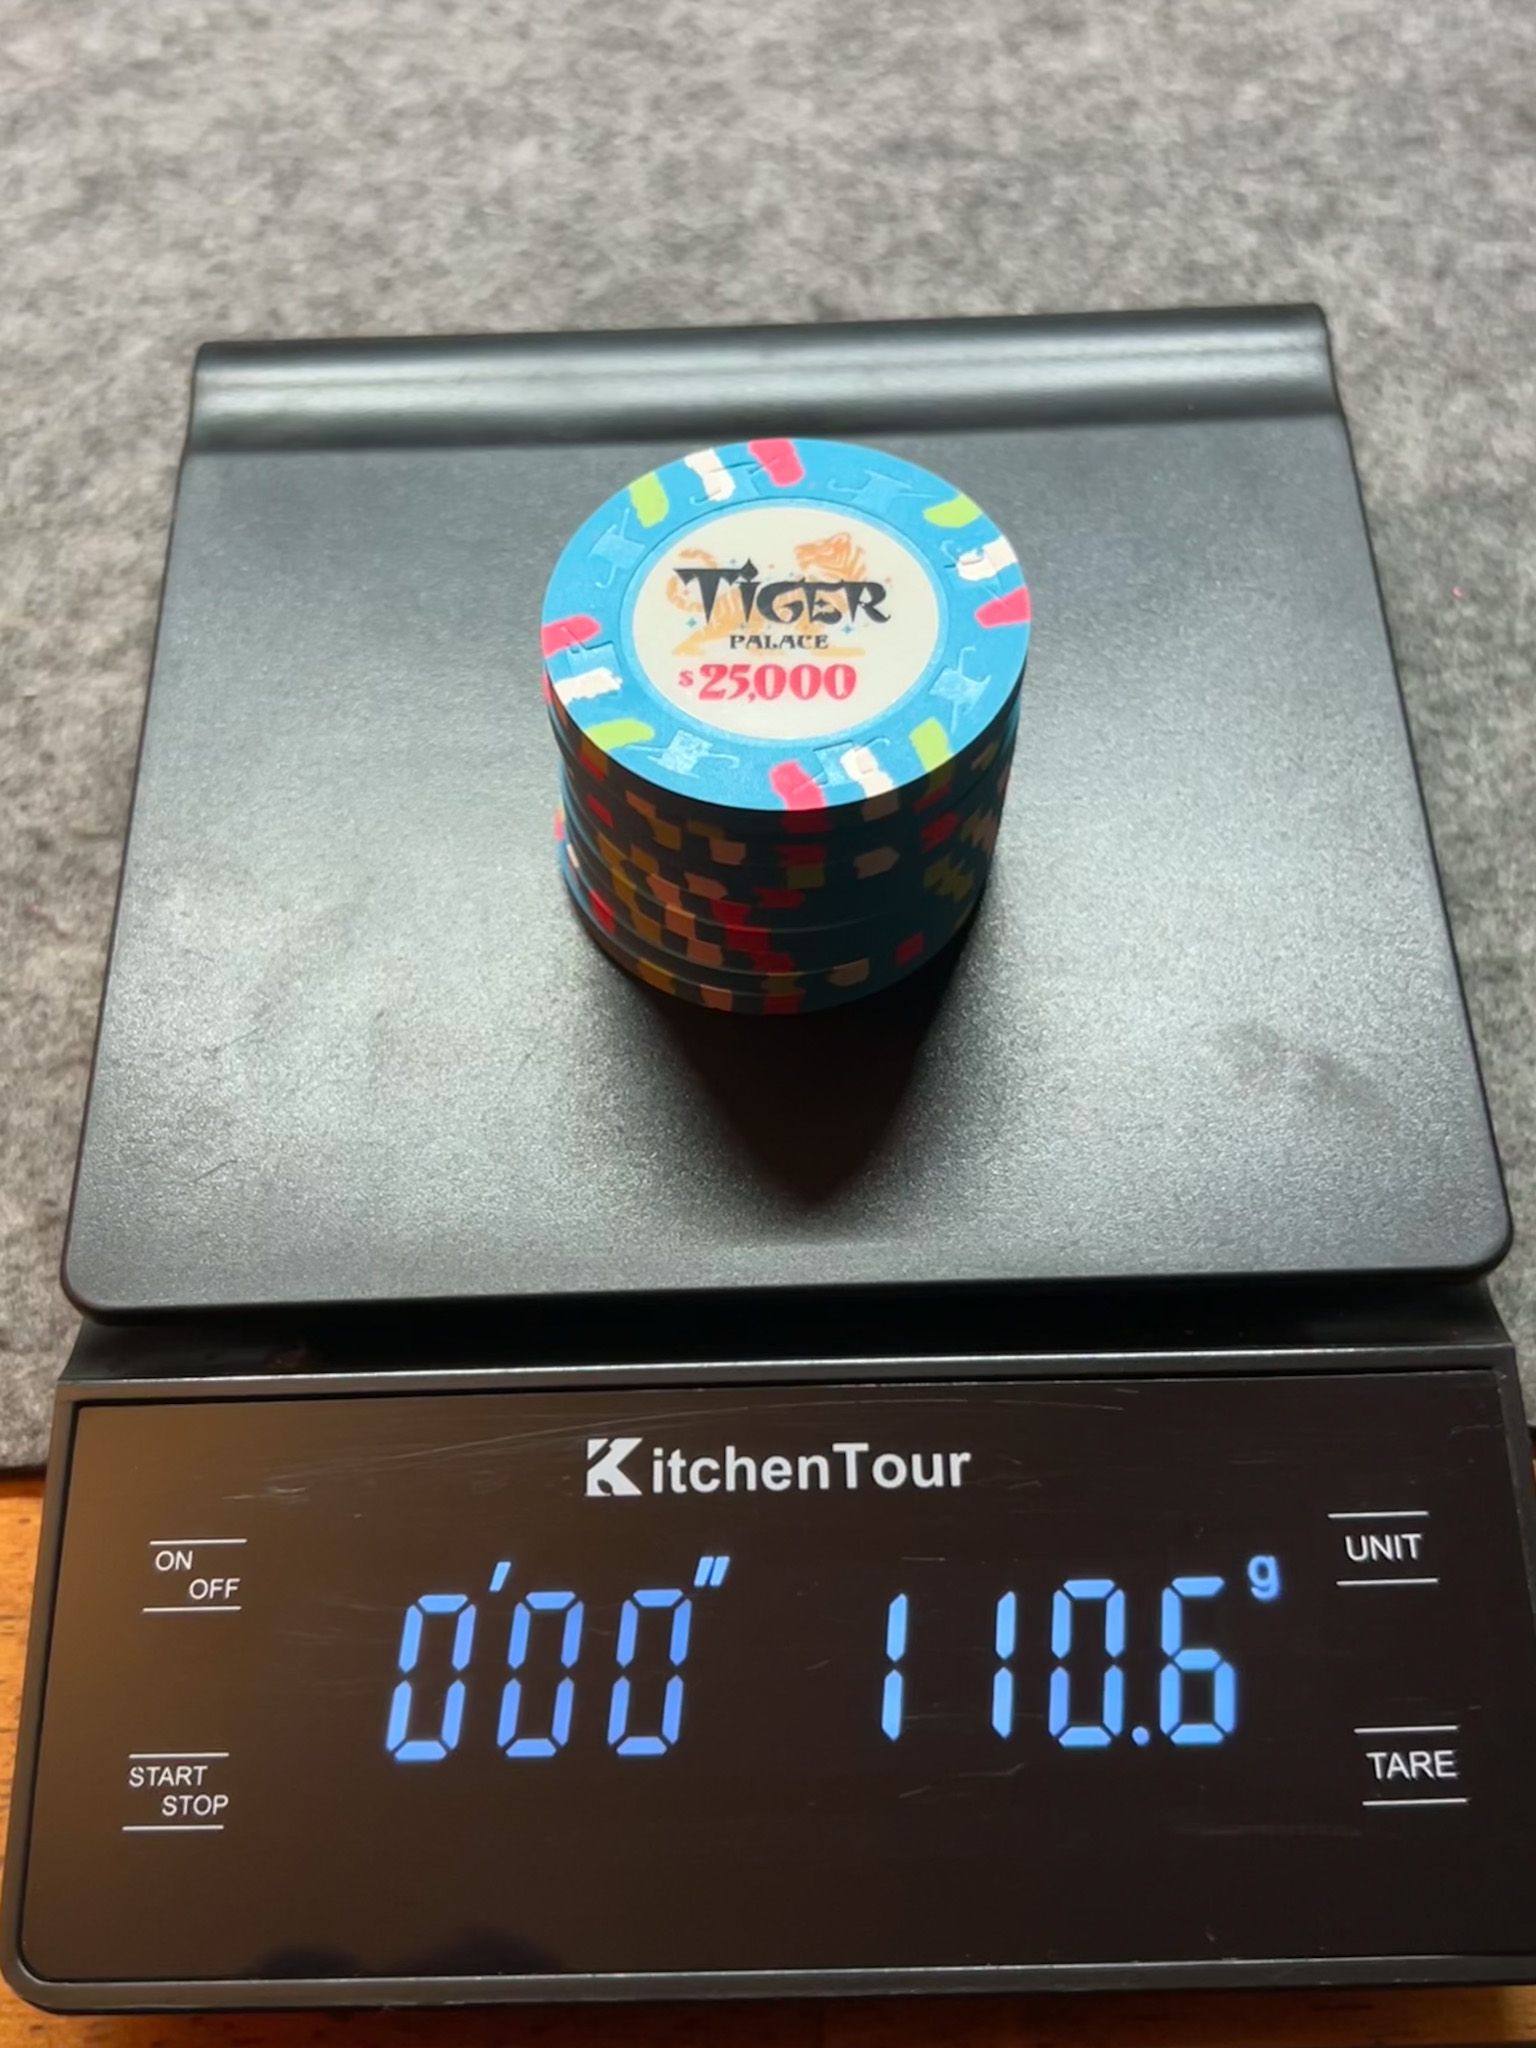 TIGER
PALACE
$25,000
KitchenTour
ON
OFF
0'00"
110.6 g
UNIT
START
STOP
TARE